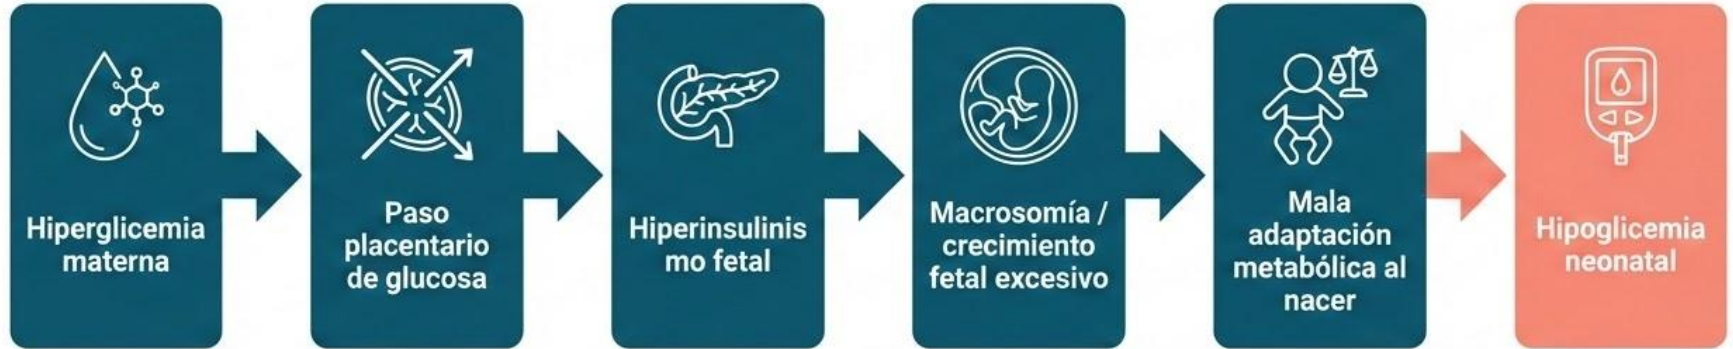 Hiperglicemia
materna
Paso
placentario
de glucosa
Hiperinsulinis
mo fetal
Macrosomía /
crecimiento
fetal excesivo
Mala
adaptación
metabólica al
nacer
Hipoglicemia
neonatal